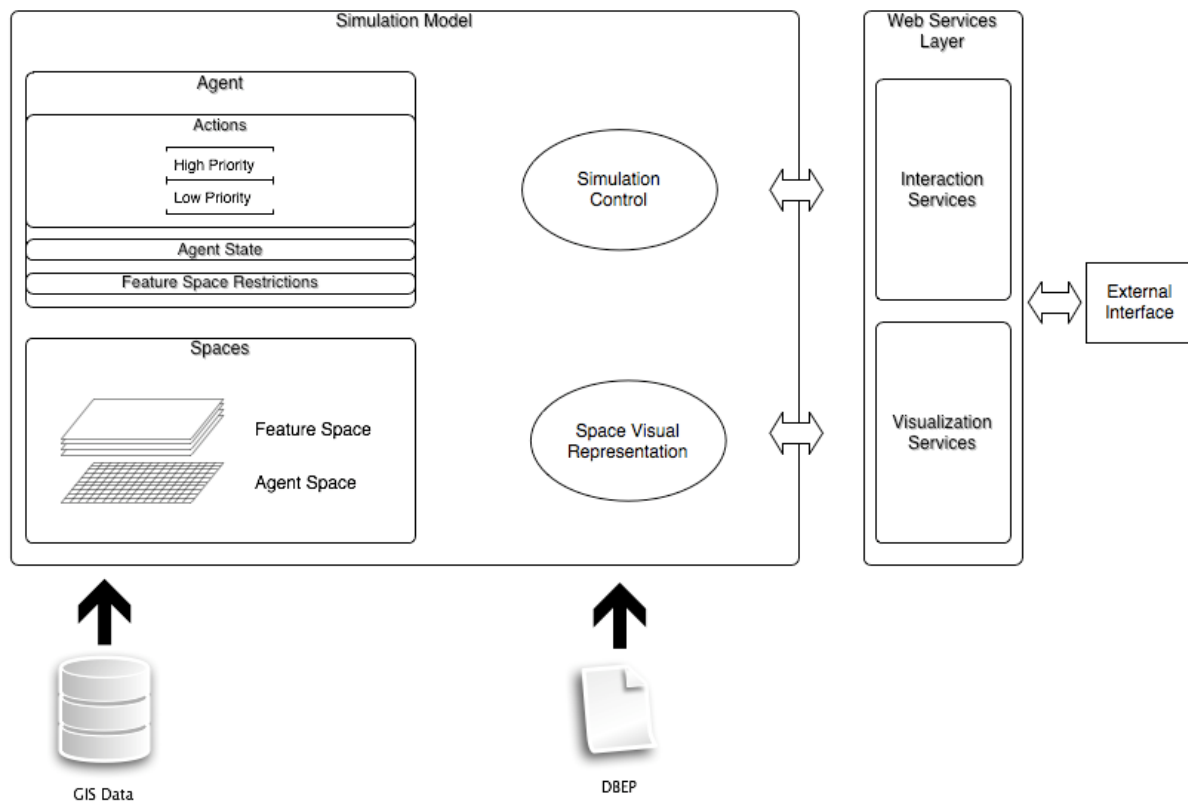 Simulation Model
Agent
Actions
High Priority
Low Priority
Agent State
Feature Space Restrictions
Spaces
Feature Space
Agent Space
Simulation
Control
Space Visual
Representation
Web Services
Layer
Interaction
Services
Visualization
Services
External
Interface
GIS Data
DBEP